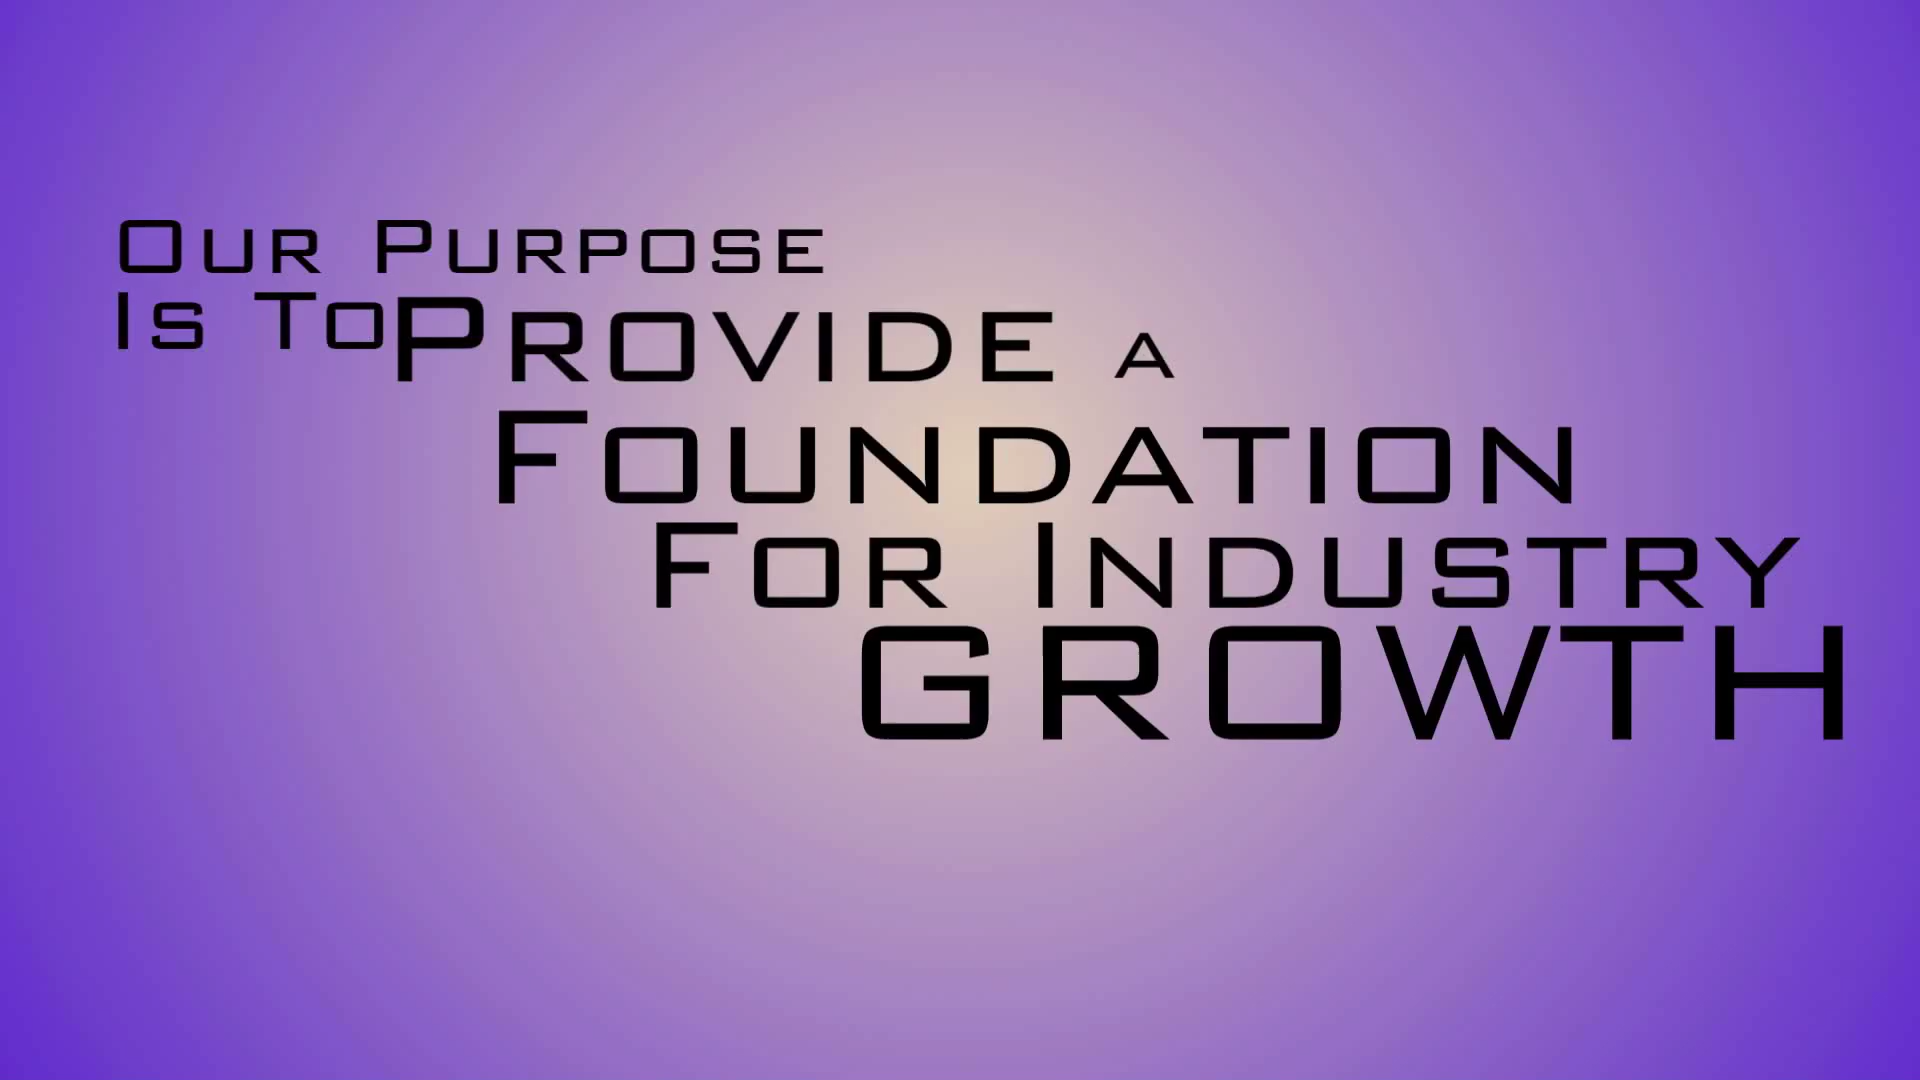 Our Purpose
Is To Provide a
Foundation
For Industry
GROWTH